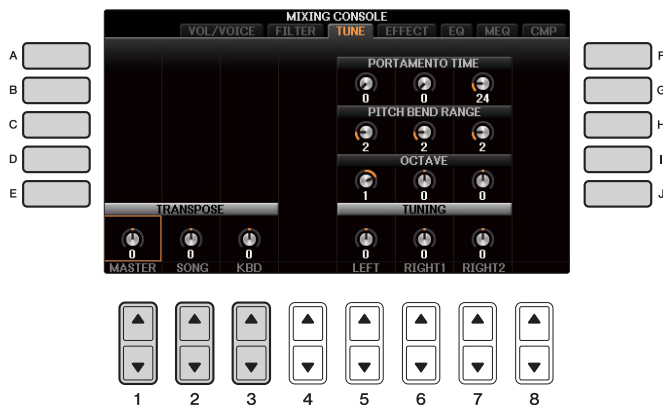 MIXING CONSOLE
VOL/VOICE FILTER TUNE EFFECT EQ MEQ CMP
A
F
PORTAMENTO TIME
B
G
0 0 24
PITCH BEND RANGE
C
H
2 2 2
D
OCTAVE
I
E
1 0 0
J
TRANSPOSE TUNING
0 0 0 0 0 0
MASTER SONG KBD LEFT RIGHT1 RIGHT2
1 2 3 4 5 6 7 8